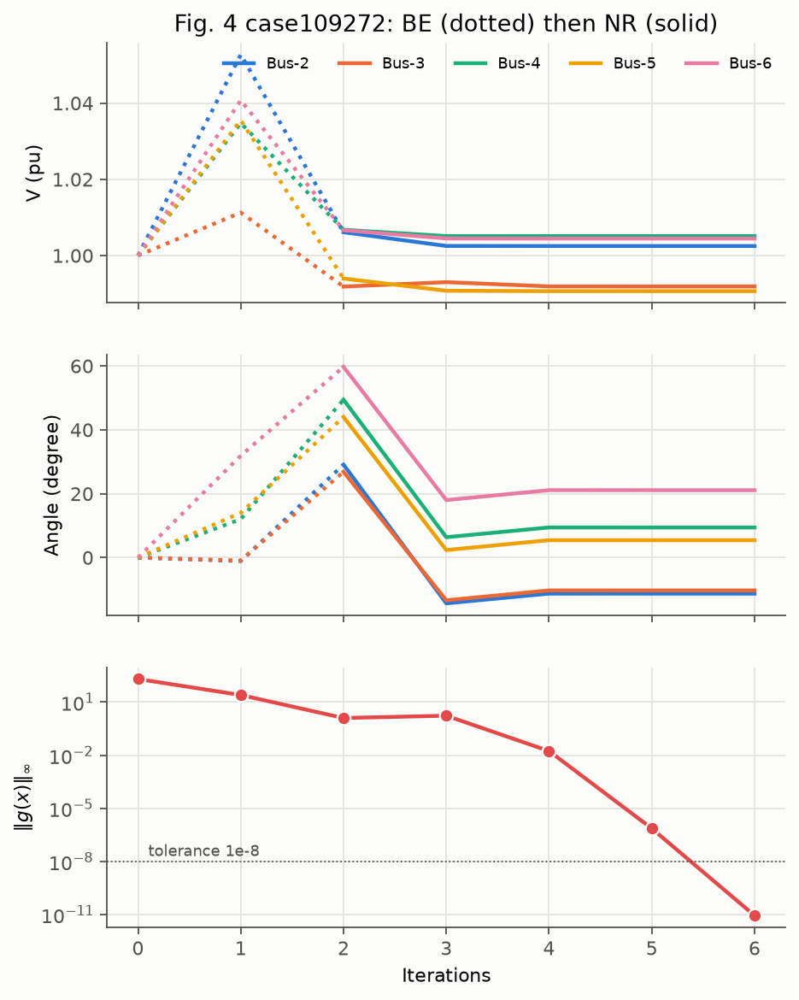 Fig. 4 case109272: BE (dotted) then NR (solid)
Bus-2 Bus-3 Bus-4 Bus-5 Bus-6
V (pu)
1.04
1.02
1.00
Angle (degree)
60
40
20
0
‖g(x)‖∞
10¹
10⁻²
10⁻⁵
10⁻⁸
10⁻¹¹
tolerance 1e-8
0 1 2 3 4 5 6
Iterations